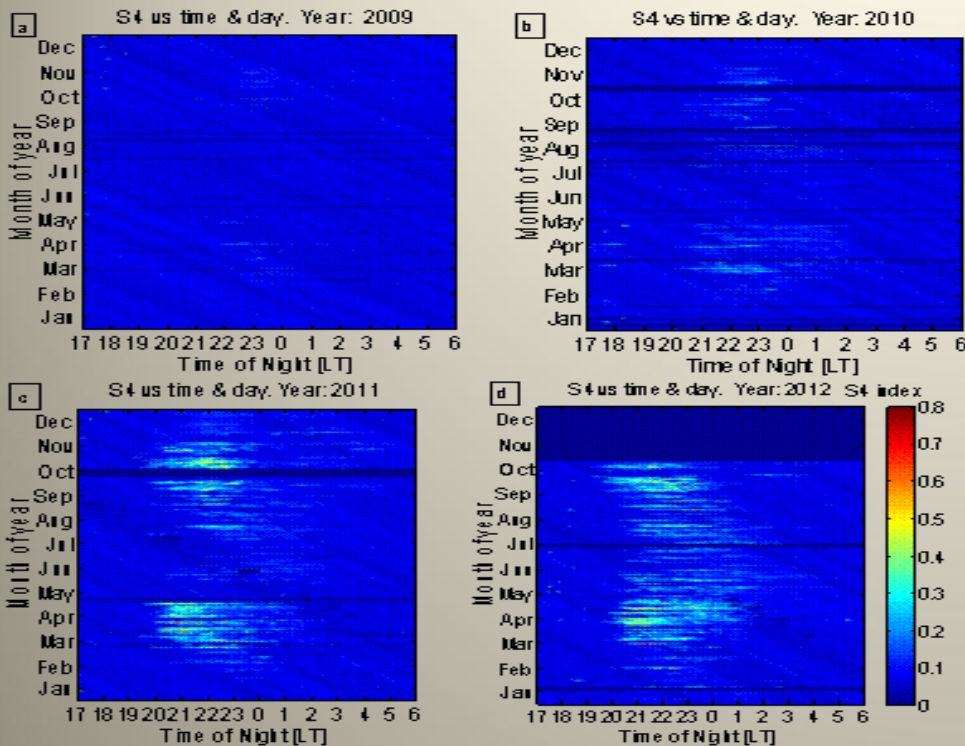 a
S4 us time & day. Year: 2009
Month of year
Dec
Nou
Oct
Sep
Aug
Jul
Jun
May
Apr
Mar
Feb
Jan
17 18 19 20 21 22 23 0 1 2 3 4 5 6
Time of Night [LT]
b
S4 vs time & day. Year: 2010
Month of year
Dec
Nov
Oct
Sep
Aug
Jul
Jun
May
Apr
Mar
Feb
Jan
17 18 19 20 21 22 23 0 1 2 3 4 5 6
Time of Night [LT]
c
S4 us time & day. Year: 2011
Month of year
Dec
Nou
Oct
Sep
Aug
Jul
Jun
May
Apr
Mar
Feb
Jan
17 18 19 20 21 22 23 0 1 2 3 4 5 6
Time of Night [LT]
d
S4 us time & day. Year: 2012
Month of year
Dec
Nou
Oct
Sep
Aug
Jul
Jun
May
Apr
Mar
Feb
Jan
17 18 19 20 21 22 23 0 1 2 3 4 5 6
Time of Night [LT]
S4 index
0.8
0.7
0.6
0.5
0.4
0.3
0.2
0.1
0